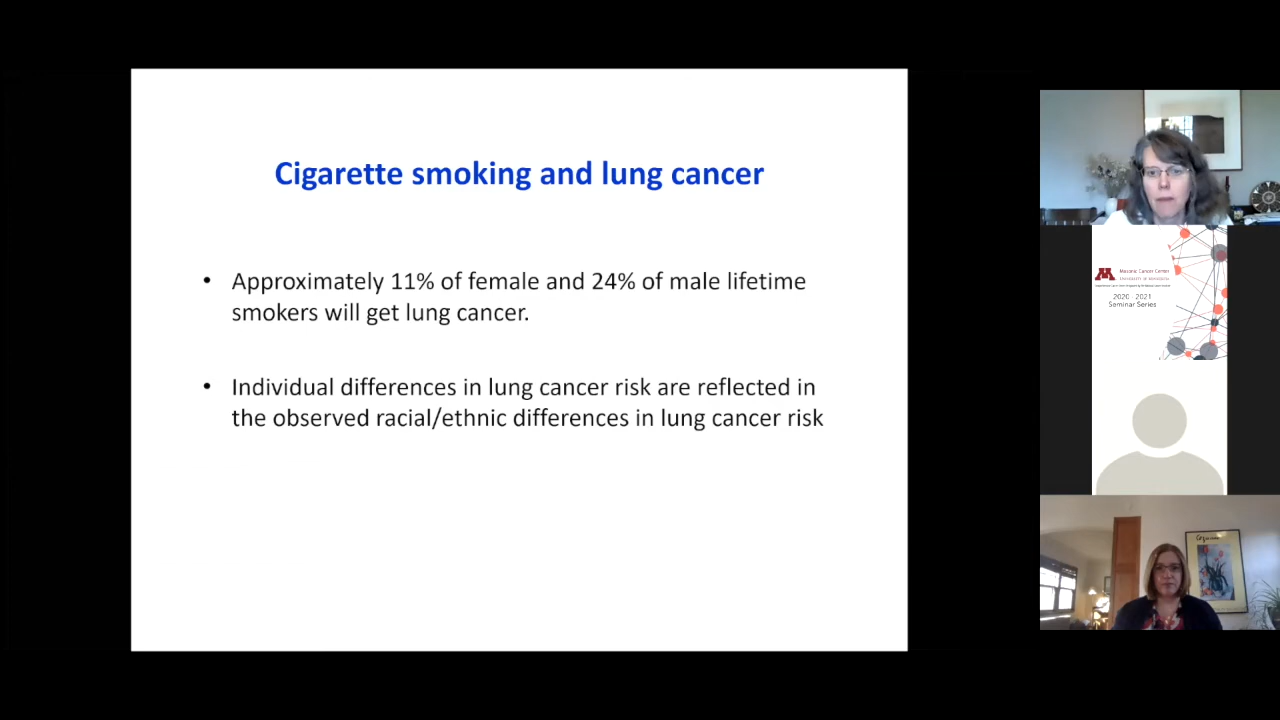 Cigarette smoking and lung cancer
• Approximately 11% of female and 24% of male lifetime
smokers will get lung cancer.
• Individual differences in lung cancer risk are reflected in
the observed racial/ethnic differences in lung cancer risk
Masonic Cancer Center
UNIVERSITY OF MINNESOTA
2020 - 2021
Seminar Series